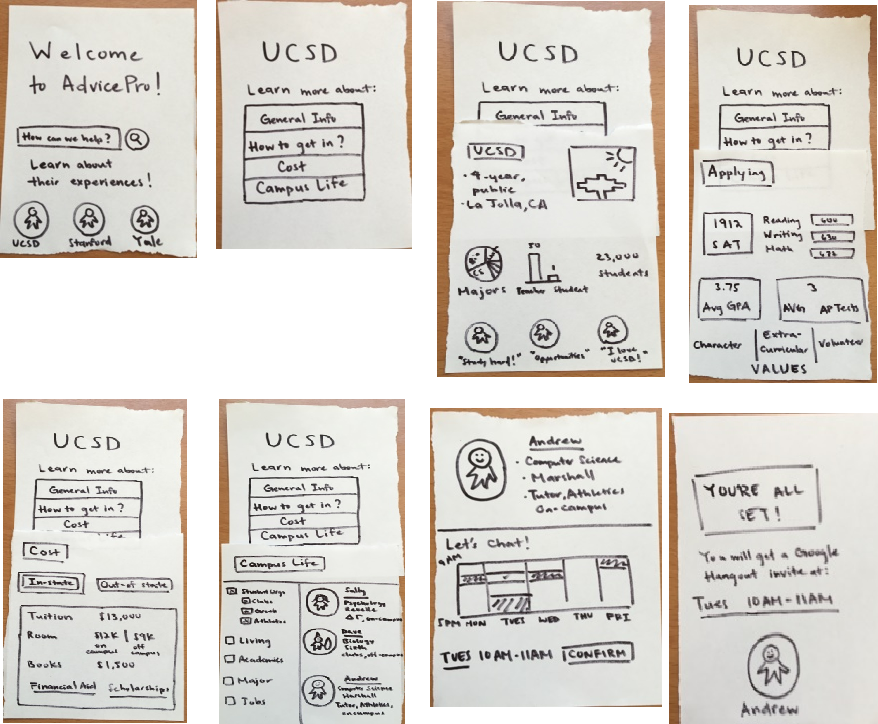 Welcome
to AdvicePro!
How can we help?
Learn about
their experiences!
UCSD Stanford Yale
UCSD
Learn more about:
General Info
How to get in?
Cost
Campus Life
UCSD
Learn more about:
General Info
UCSD
• 4-year,
public
• La Jolla, CA
CS
50
1
23,000
students
Majors Teacher Student
"Study hard!" "Opportunities" "I love
UCSD!"
UCSD
Learn more about:
General Info
How to get in?
Applying
1912
SAT
Reading 600
Writing 630
Math
3.75
Avg GPA
3
AVG AP Tests
Character Extra-
Curricular Volunteer
VALUES
UCSD
Learn more about:
General Info
How to get in?
Cost
Cost
In-state Out-of state
Tuition $13,000
Room $12K on campus $9K off campus
Books $1,500
Financial Aid Scholarships
UCSD
Learn more about:
General Info
How to get in?
Cost
Campus Life
Campus Life
Student Orgs
Clubs
Greek
Athletics
Living
Academics
Major
Jobs
Sally
Psychology
Revelle
on-campus
Dave
Biology
Sixth
clubs, off-campus
Andrew
Computer Science
Marshall
Tutor, Athletics,
on campus
Andrew
• Computer Science
• Marshall
• Tutor, Athletics
on-campus
Let's Chat!
9AM
5PM MON TUES WED THU FRI
TUES 10AM-11AM CONFIRM
YOU'RE ALL
SET!
You will get a Google
Hangout invite at:
Tues 10AM-11AM
Andrew